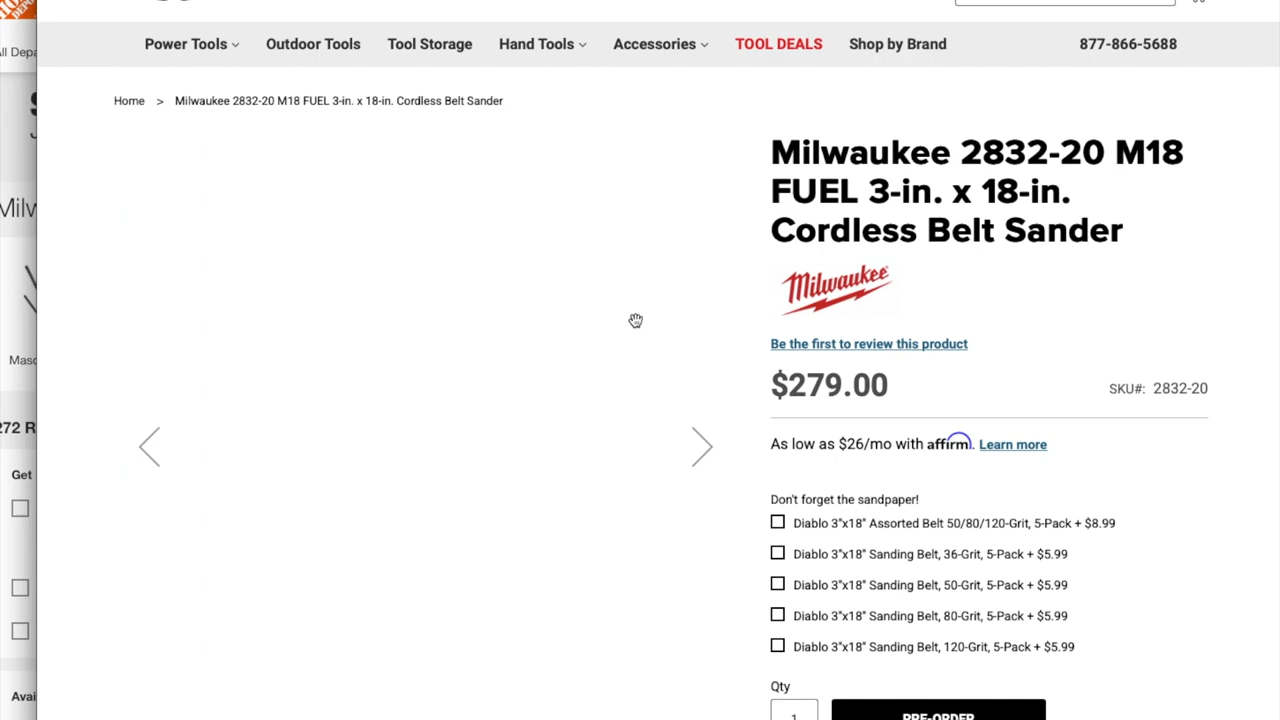 Power Tools Outdoor Tools Tool Storage Hand Tools Accessories TOOL DEALS Shop by Brand 877-866-5688
Home > Milwaukee 2832-20 M18 FUEL 3-in. x 18-in. Cordless Belt Sander
Milwaukee 2832-20 M18
FUEL 3-in. x 18-in.
Cordless Belt Sander
Milwaukee
Be the first to review this product
$279.00
SKU#: 2832-20
As low as $26/mo with affirm. Learn more
Don't forget the sandpaper!
Diablo 3"x18" Assorted Belt 50/80/120-Grit, 5-Pack + $8.99
Diablo 3"x18" Sanding Belt, 36-Grit, 5-Pack + $5.99
Diablo 3"x18" Sanding Belt, 50-Grit, 5-Pack + $5.99
Diablo 3"x18" Sanding Belt, 80-Grit, 5-Pack + $5.99
Diablo 3"x18" Sanding Belt, 120-Grit, 5-Pack + $5.99
Qty
1
PRE-ORDER
Get